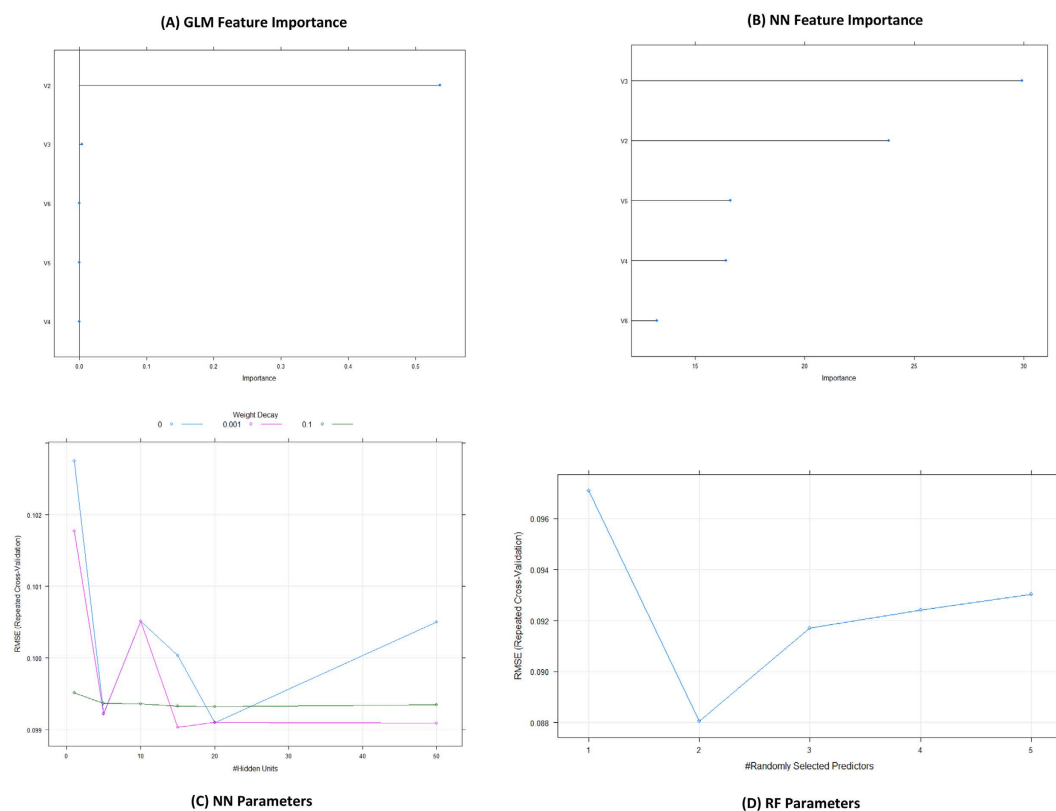 (A) GLM Feature Importance
V2
V3
V6
V5
V4
0.0 0.1 0.2 0.3 0.4 0.5
Importance
(B) NN Feature Importance
V3
V2
V5
V4
V6
15 20 25 30
Importance
Weight Decay
0 0.001 0.1
RMSE (Repeated Cross-Validation)
0.102
0.101
0.100
0.099
0 10 20 30 40 50
#Hidden Units
(C) NN Parameters
RMSE (Repeated Cross-Validation)
0.096
0.094
0.092
0.090
0.088
1 2 3 4 5
#Randomly Selected Predictors
(D) RF Parameters